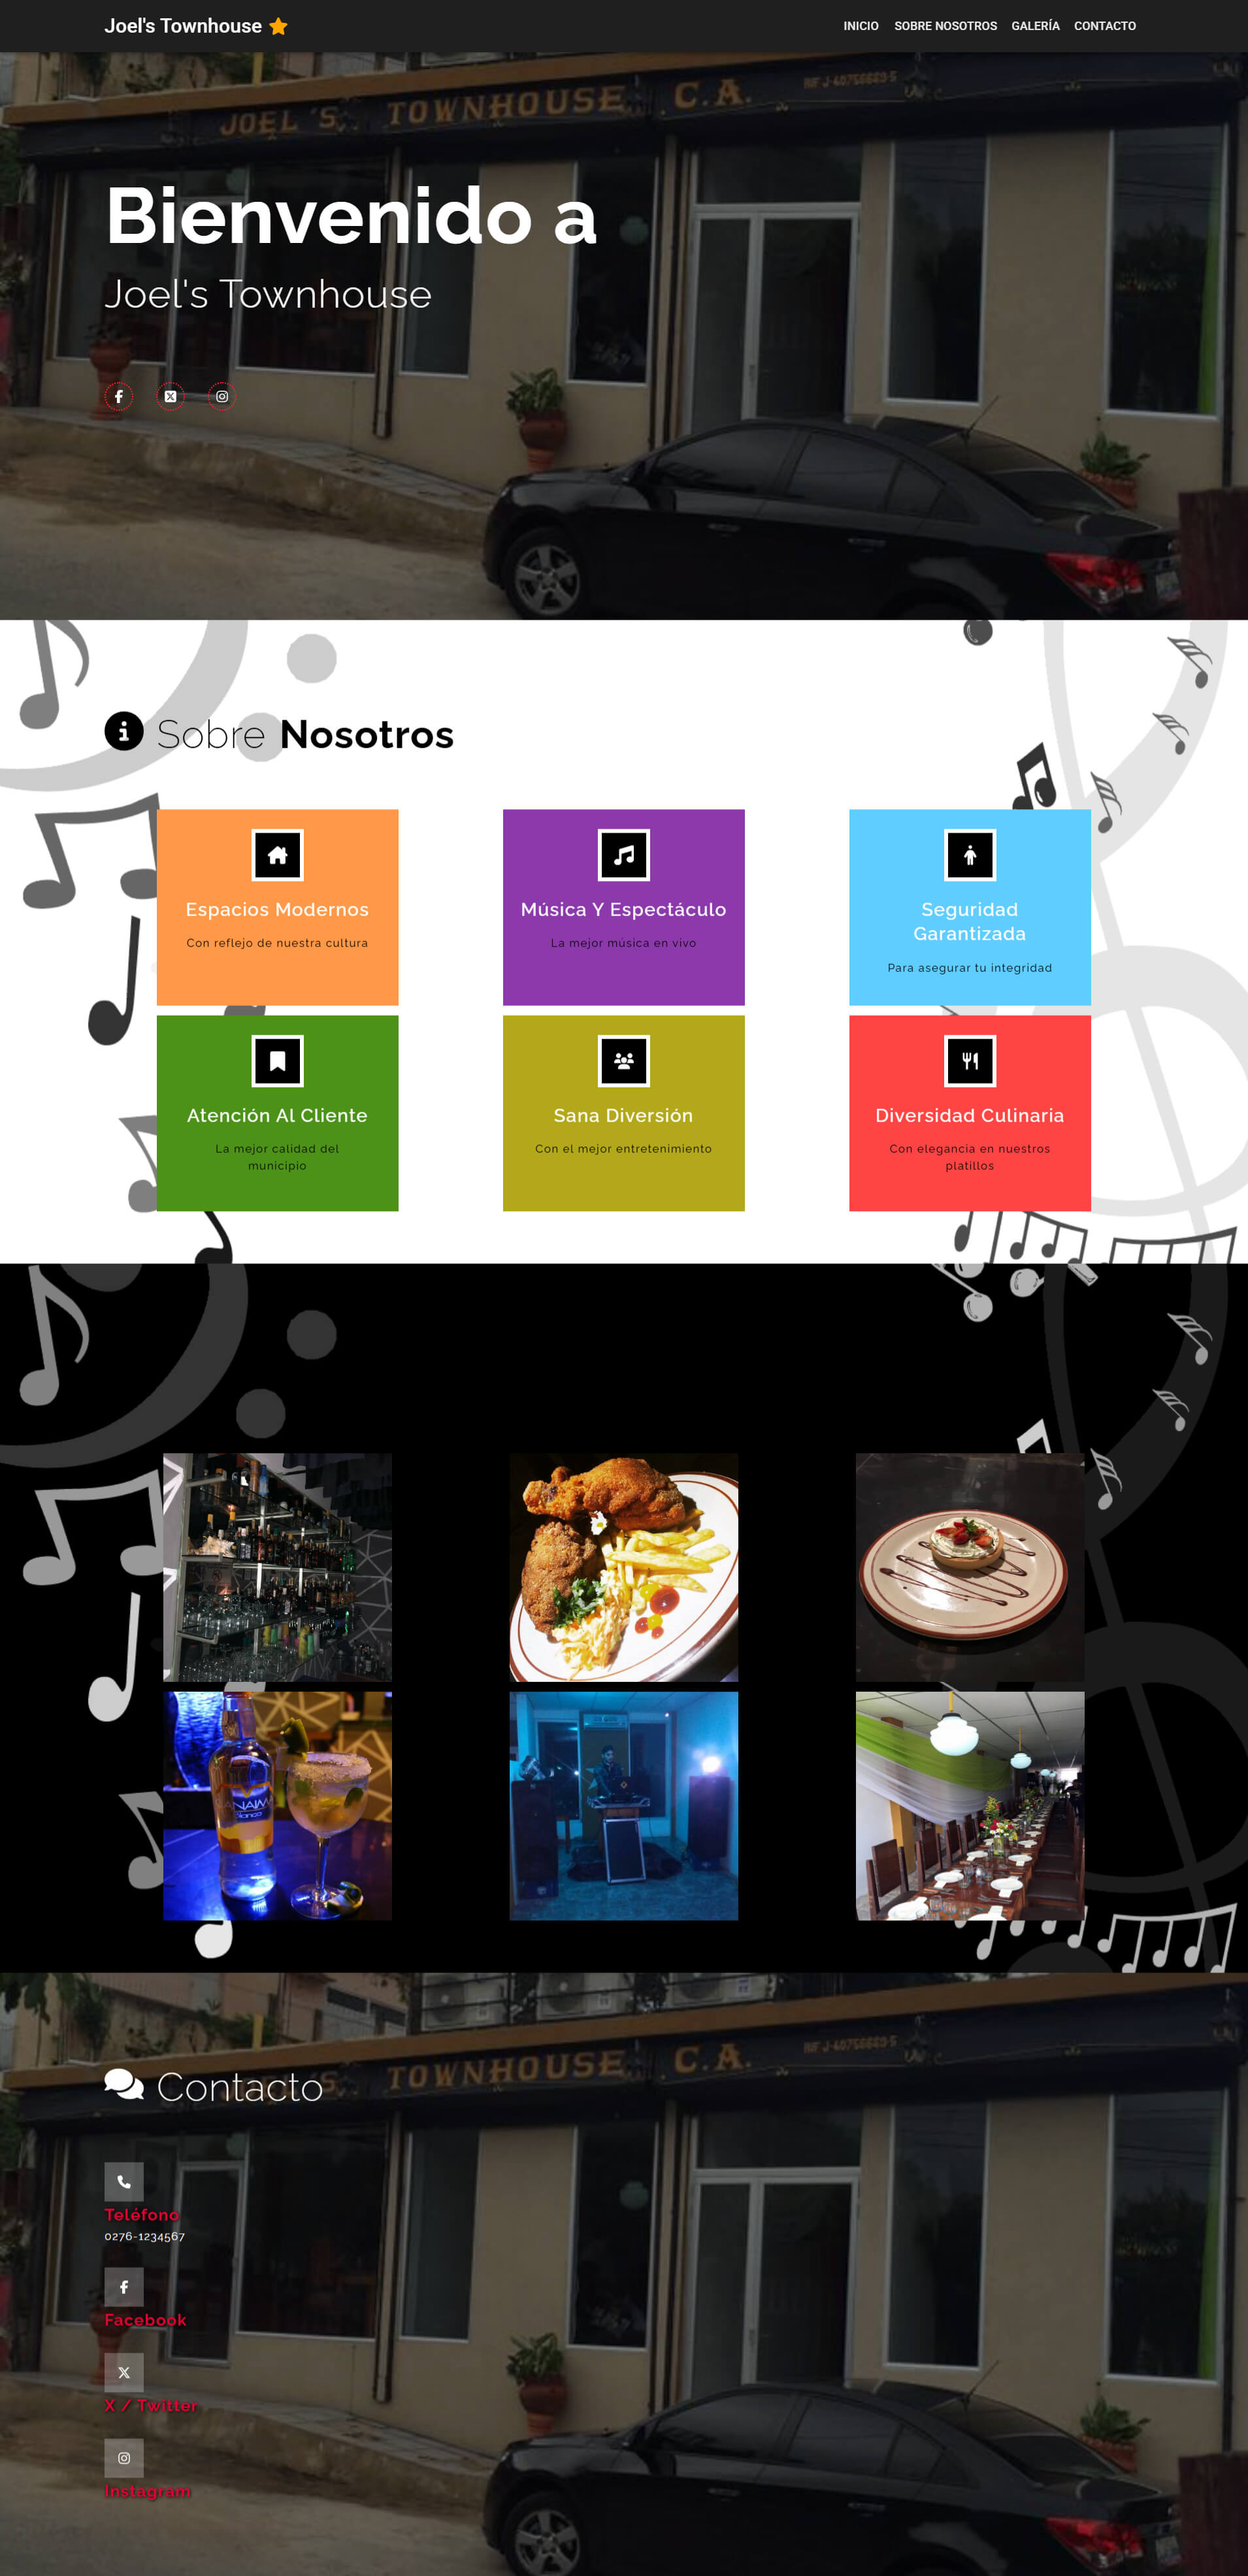 Joel's Townhouse
INICIO SOBRE NOSOTROS GALERÍA CONTACTO
JOEL'S TOWNHOUSE C.A.
Bienvenido a
Joel's Townhouse
Sobre Nosotros
Espacios Modernos
Con reflejo de nuestra cultura
Música Y Espectáculo
La mejor música en vivo
Seguridad
Garantizada
Para asegurar tu integridad
Atención Al Cliente
La mejor calidad del
municipio
Sana Diversión
Con el mejor entretenimiento
Diversidad Culinaria
Con elegancia en nuestros
platillos
TOWNHOUSE C.A.
Contacto
Teléfono
0276-1234567
Facebook
X / Twitter
Instagram